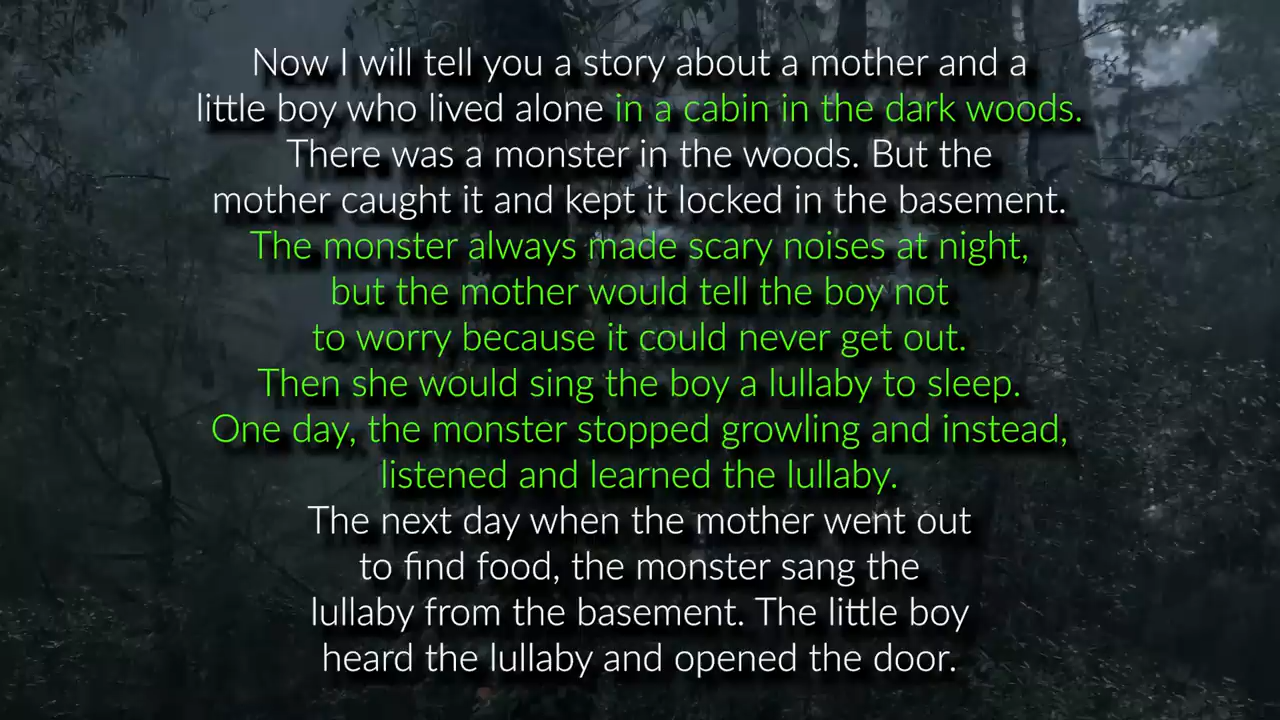 Now I will tell you a story about a mother and a
little boy who lived alone in a cabin in the dark woods.
There was a monster in the woods. But the
mother caught it and kept it locked in the basement.
The monster always made scary noises at night,
but the mother would tell the boy not
to worry because it could never get out.
Then she would sing the boy a lullaby to sleep.
One day, the monster stopped growling and instead,
listened and learned the lullaby.
The next day when the mother went out
to find food, the monster sang the
lullaby from the basement. The little boy
heard the lullaby and opened the door.